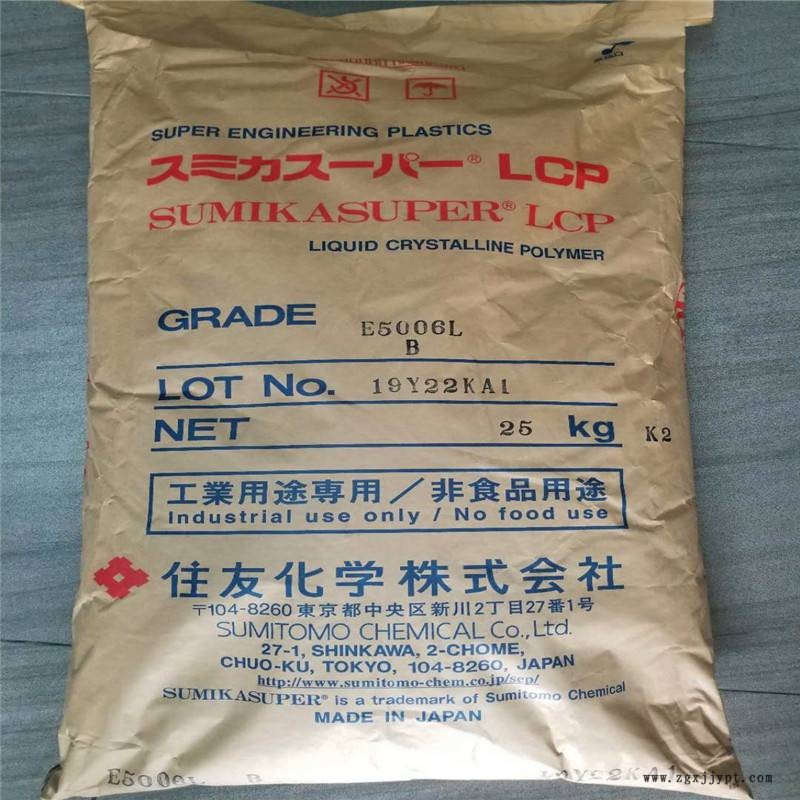 SUPER ENGINEERING PLASTICS
スミカスーパー® LCP
SUMIKASUPER® LCP
LIQUID CRYSTALLINE POLYMER
GRADE E5006L
B
LOT No. 19Y22KA1
NET 25 kg K2
工業用途専用／非食品用途
Industrial use only / No food use
住友化学株式会社
〒104-8260 東京都中央区新川2丁目27番1号
SUMITOMO CHEMICAL Co., Ltd.
27-1, SHINKAWA, 2-CHOME,
CHUO-KU, TOKYO, 104-8260, JAPAN
http://www.sumitomo-chem.co.jp/sep/
SUMIKASUPER® is a trademark of Sumitomo Chemical
MADE IN JAPAN
E5006L B 19Y22KA1
www.zgxjjypt.com